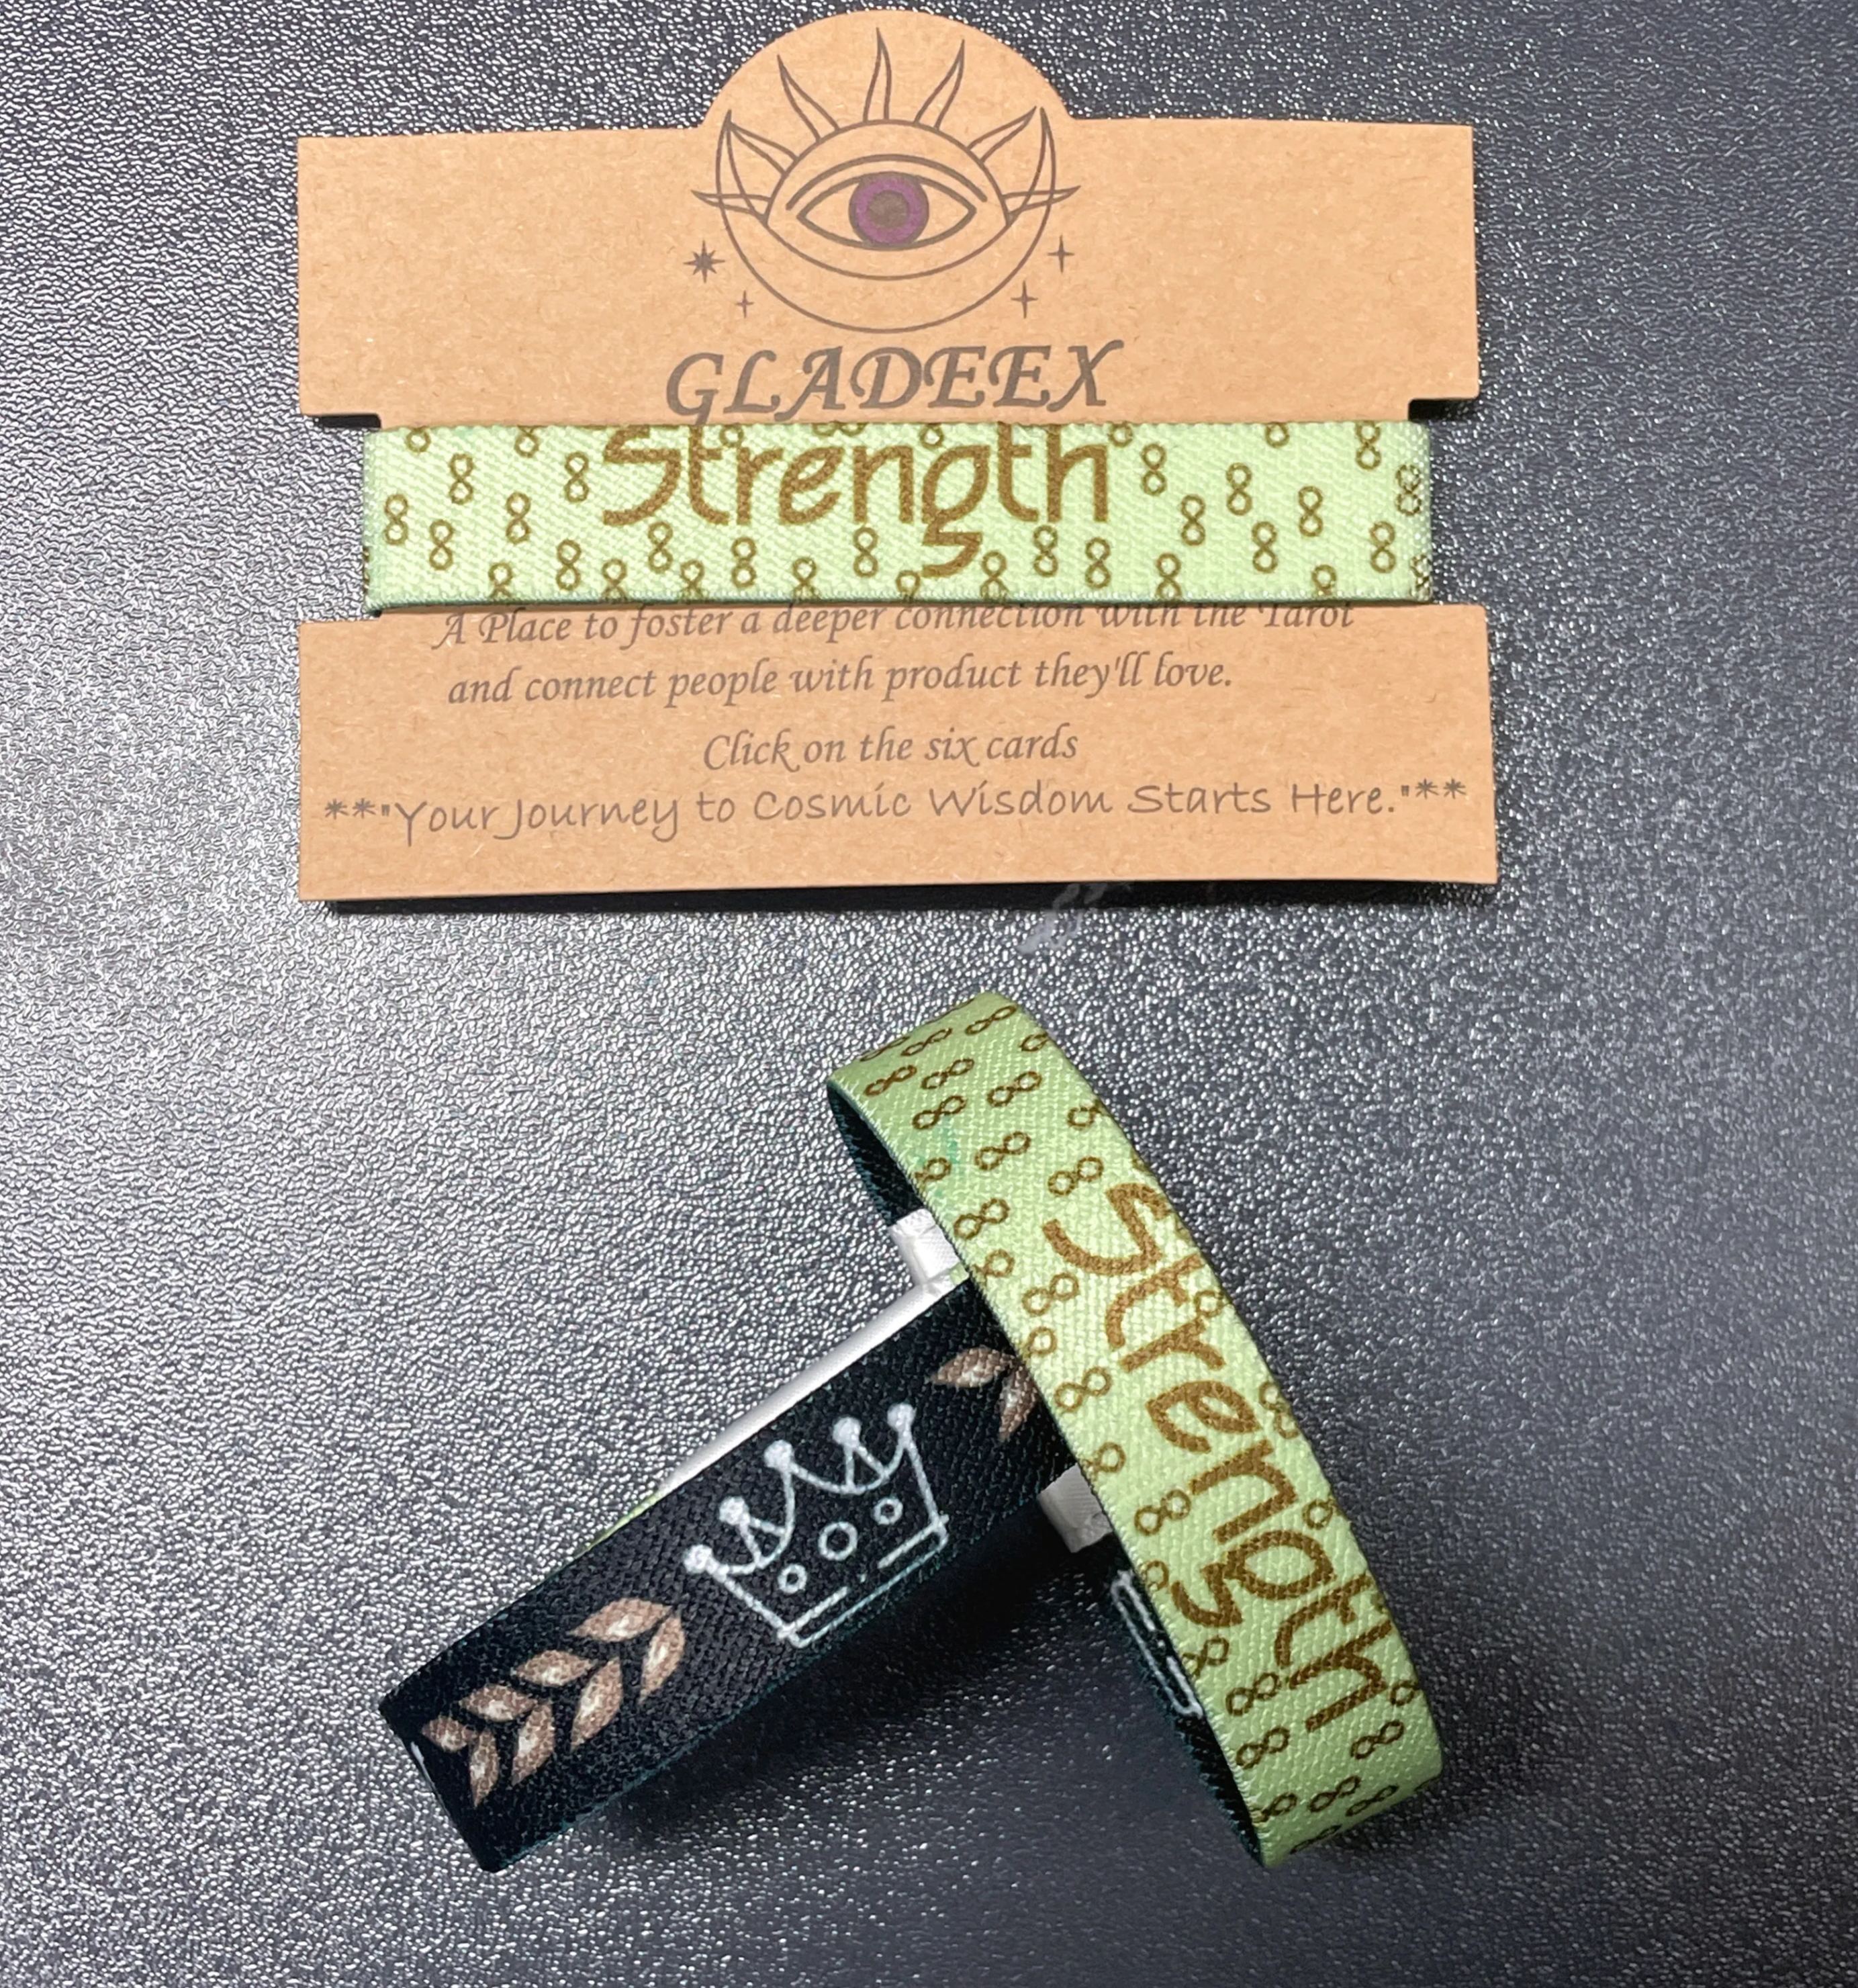 GLADEEX
Strength
A Place to foster a deeper connection with the Tarot
and connect people with product they'll love.
Click on the six cards
**"Your Journey to Cosmic Wisdom Starts Here."**
Strength